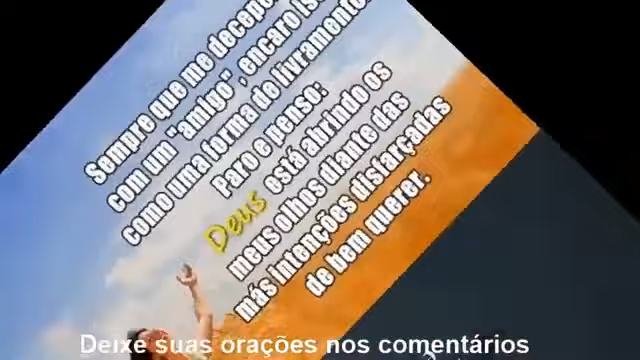 Sempre que me decepc
com um "amigo", encaro is
como uma forma de livramento.
Paro e penso:
Deus está abrindo os
meus olhos diante das
más intenções disfarçadas
de bem querer.
Deixe suas orações nos comentários